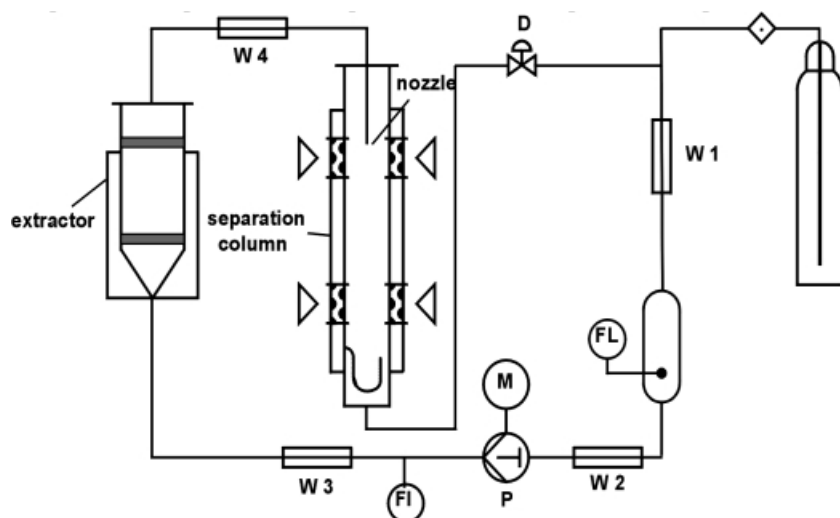 D
W 4
nozzle
W 1
extractor
separation
column
FL
M
W 3
FI
P
W 2